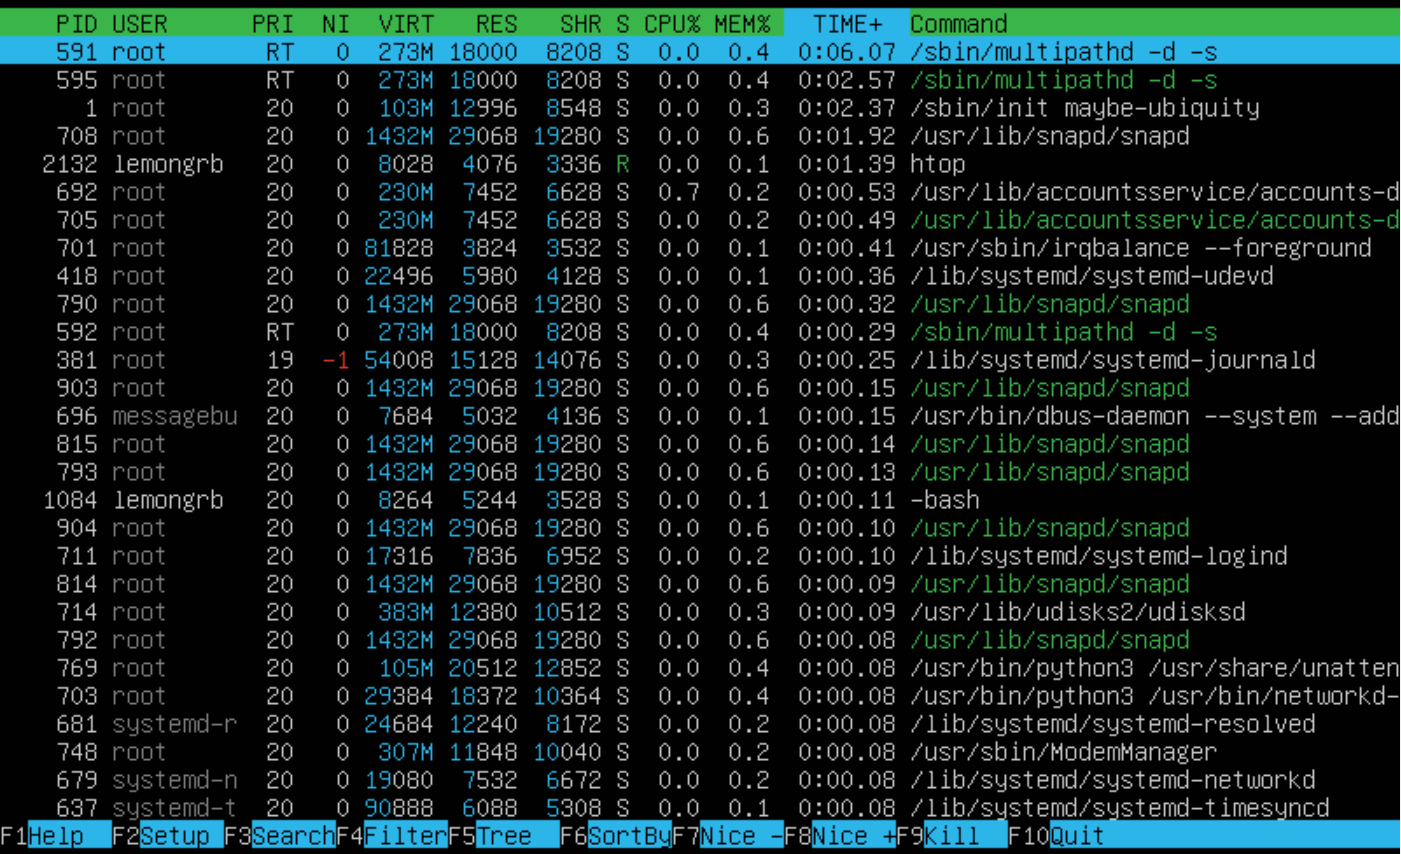 PID USER PRI NI VIRT RES SHR S CPU% MEM% TIME+ Command
591 root RT 0 273M 18000 8208 S 0.0 0.4 0:06.07 /sbin/multipathd -d -s
595 root RT 0 273M 18000 8208 S 0.0 0.4 0:02.57 /sbin/multipathd -d -s
1 root 20 0 103M 12996 8548 S 0.0 0.3 0:02.37 /sbin/init maybe-ubiquity
708 root 20 0 1432M 29068 19280 S 0.0 0.6 0:01.92 /usr/lib/snapd/snapd
2132 lemongrb 20 0 8028 4076 3336 R 0.0 0.1 0:01.39 htop
692 root 20 0 230M 7452 6628 S 0.7 0.2 0:00.53 /usr/lib/accountsservice/accounts-d
705 root 20 0 230M 7452 6628 S 0.0 0.2 0:00.49 /usr/lib/accountsservice/accounts-d
701 root 20 0 81828 3824 3532 S 0.0 0.1 0:00.41 /usr/sbin/irqbalance --foreground
418 root 20 0 22496 5980 4128 S 0.0 0.1 0:00.36 /lib/systemd/systemd-udevd
790 root 20 0 1432M 29068 19280 S 0.0 0.6 0:00.32 /usr/lib/snapd/snapd
592 root RT 0 273M 18000 8208 S 0.0 0.4 0:00.29 /sbin/multipathd -d -s
381 root 19 -1 54008 15128 14076 S 0.0 0.3 0:00.25 /lib/systemd/systemd-journald
903 root 20 0 1432M 29068 19280 S 0.0 0.6 0:00.15 /usr/lib/snapd/snapd
696 messagebu 20 0 7684 5032 4136 S 0.0 0.1 0:00.15 /usr/bin/dbus-daemon --system --add
815 root 20 0 1432M 29068 19280 S 0.0 0.6 0:00.14 /usr/lib/snapd/snapd
793 root 20 0 1432M 29068 19280 S 0.0 0.6 0:00.13 /usr/lib/snapd/snapd
1084 lemongrb 20 0 8264 5244 3528 S 0.0 0.1 0:00.11 -bash
904 root 20 0 1432M 29068 19280 S 0.0 0.6 0:00.10 /usr/lib/snapd/snapd
711 root 20 0 17316 7836 6952 S 0.0 0.2 0:00.10 /lib/systemd/systemd-logind
814 root 20 0 1432M 29068 19280 S 0.0 0.6 0:00.09 /usr/lib/snapd/snapd
714 root 20 0 383M 12380 10512 S 0.0 0.3 0:00.09 /usr/lib/udisks2/udisksd
792 root 20 0 1432M 29068 19280 S 0.0 0.6 0:00.08 /usr/lib/snapd/snapd
769 root 20 0 105M 20512 12852 S 0.0 0.4 0:00.08 /usr/bin/python3 /usr/share/unatten
703 root 20 0 29384 18372 10364 S 0.0 0.4 0:00.08 /usr/bin/python3 /usr/bin/networkd-
681 systemd-r 20 0 24684 12240 8172 S 0.0 0.2 0:00.08 /lib/systemd/systemd-resolved
748 root 20 0 307M 11848 10040 S 0.0 0.2 0:00.08 /usr/sbin/ModemManager
679 systemd-n 20 0 19080 7532 6672 S 0.0 0.2 0:00.08 /lib/systemd/systemd-networkd
637 systemd-t 20 0 90888 6088 5308 S 0.0 0.1 0:00.08 /lib/systemd/systemd-timesyncd
F1Help F2Setup F3SearchF4FilterF5Tree F6SortByF7Nice -F8Nice +F9Kill F10Quit